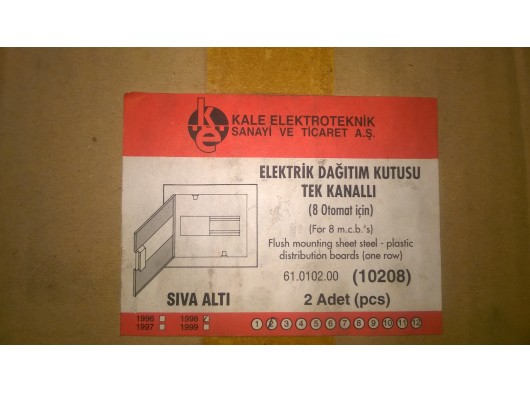 ke
KALE ELEKTROTEKNİK
SANAYİ VE TİCARET A.Ş.
ELEKTRİK DAĞITIM KUTUSU
TEK KANALLI
(8 Otomat için)
(For 8 m.c.b.'s)
Flush mounting sheet steel - plastic
distribution boards (one row)
61.0102.00 (10208)
SIVA ALTI
2 Adet (pcs)
1996 1998
1997 1999
1 2 3 4 5 6 7 8 9 10 11 12